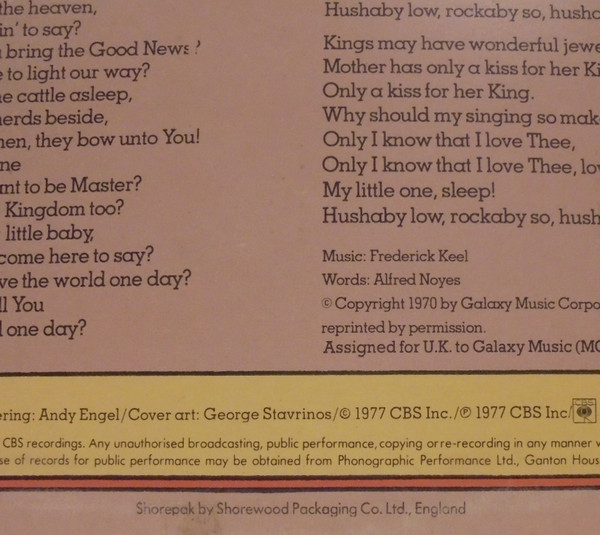 the heaven,
in' to say?
bring the Good News?
e to light our way?
e cattle asleep,
herds beside,
nen, they bow unto You!
ne
nt to be Master?
Kingdom too?
little baby,
come here to say?
ve the world one day?
ll You
l one day?
Hushaby low, rockaby so, husha
Kings may have wonderful jewe
Mother has only a kiss for her Ki
Only a kiss for her King.
Why should my singing so mak
Only I know that I love Thee,
Only I know that I love Thee, lov
My little one, sleep!
Hushaby low, rockaby so, hush
Music: Frederick Keel
Words: Alfred Noyes
© Copyright 1970 by Galaxy Music Corpo
reprinted by permission.
Assigned for U.K. to Galaxy Music (MC
ering: Andy Engel/Cover art: George Stavrinos/© 1977 CBS Inc./℗ 1977 CBS Inc/ CBS
CBS recordings. Any unauthorised broadcasting, public performance, copying or re-recording in any manner w
se of records for public performance may be obtained from Phonographic Performance Ltd., Ganton Hous
Shorepak by Shorewood Packaging Co. Ltd., England